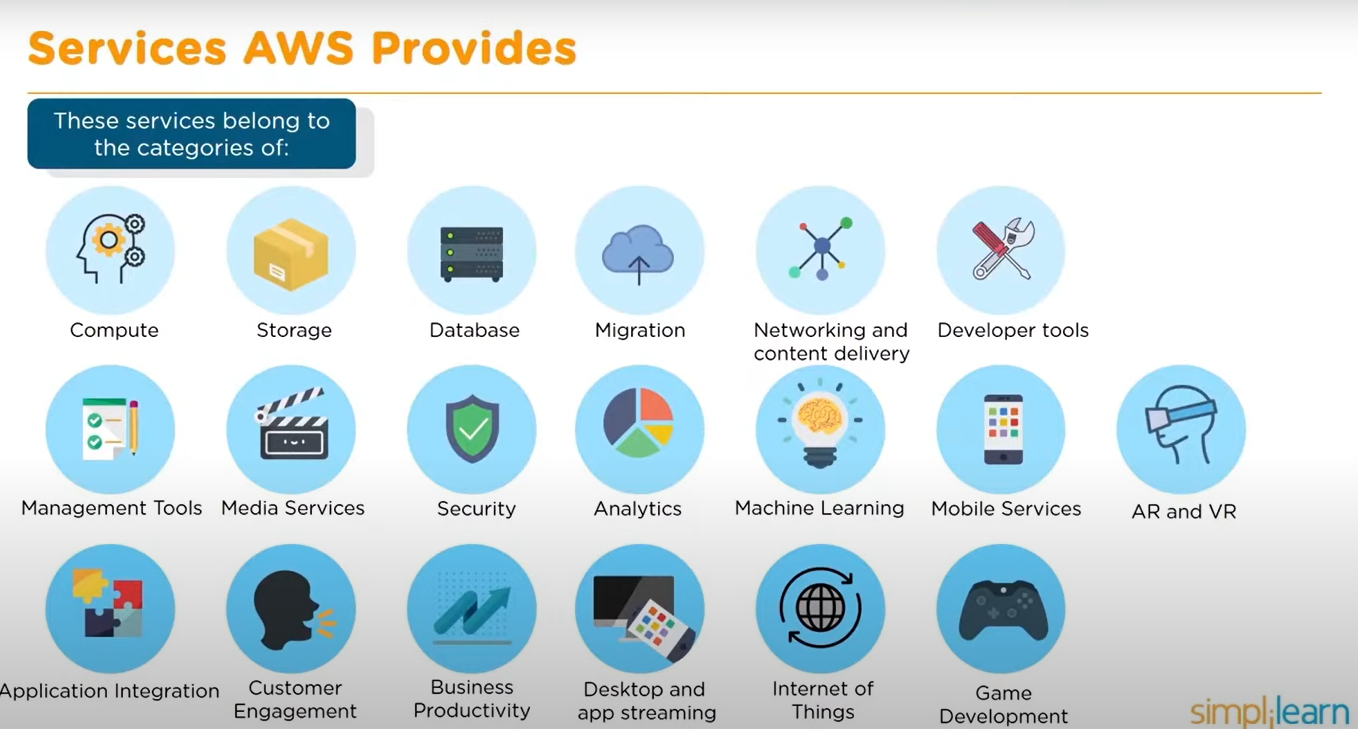 Services AWS Provides
These services belong to
the categories of:
Compute
Storage
Database
Migration
Networking and
content delivery
Developer tools
Management Tools
Media Services
Security
Analytics
Machine Learning
Mobile Services
AR and VR
Application Integration
Customer
Engagement
Business
Productivity
Desktop and
app streaming
Internet of
Things
Game
Development
simplilearn